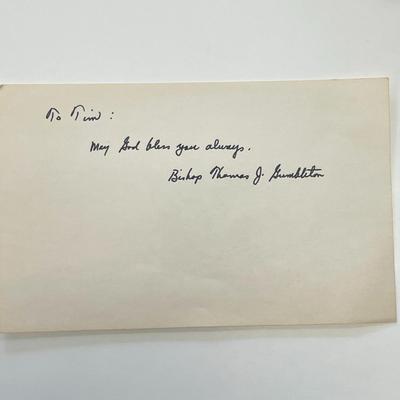 To Tim:
May God bless you always.
Bishop Thomas J. Gumbleton